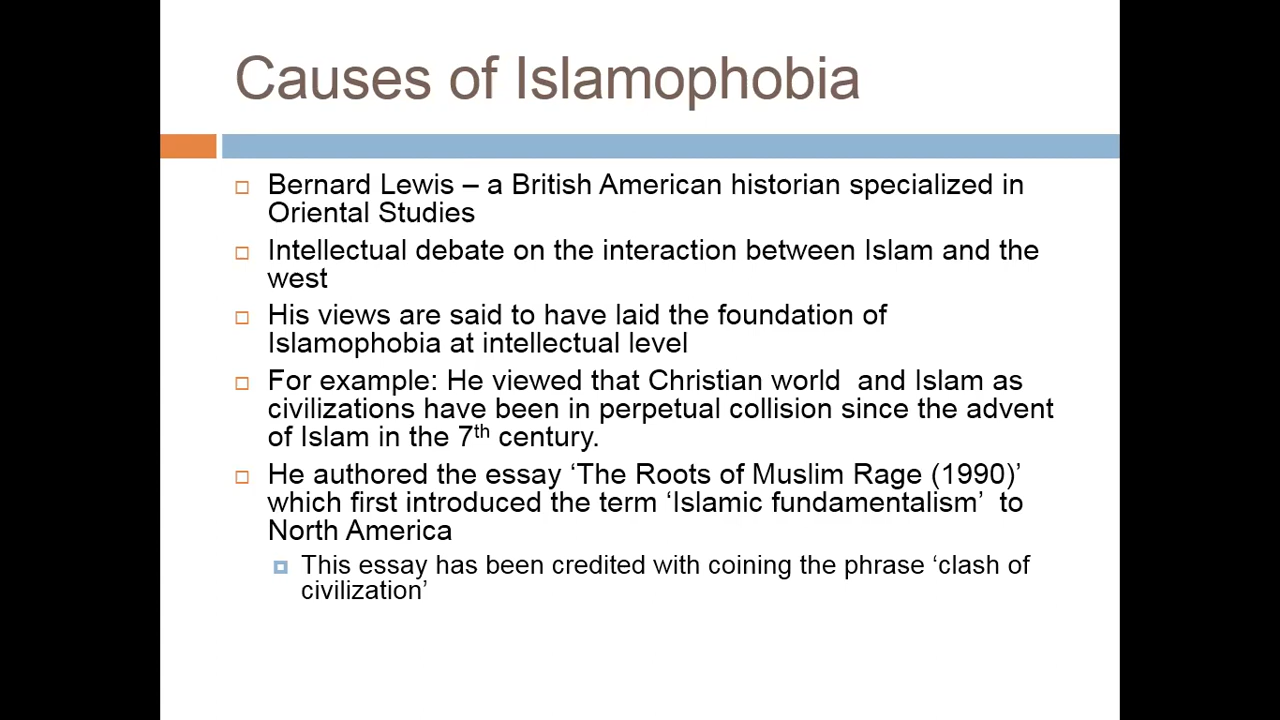 Causes of Islamophobia
Bernard Lewis – a British American historian specialized in
Oriental Studies
Intellectual debate on the interaction between Islam and the
west
His views are said to have laid the foundation of
Islamophobia at intellectual level
For example: He viewed that Christian world  and Islam as
civilizations have been in perpetual collision since the advent
of Islam in the 7th century.
He authored the essay ‘The Roots of Muslim Rage (1990)’
which first introduced the term ‘Islamic fundamentalism’  to
North America
This essay has been credited with coining the phrase ‘clash of
civilization’